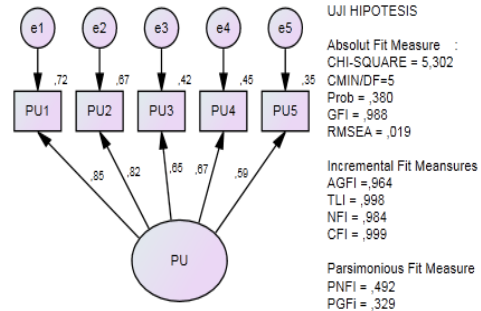 e1 e2 e3 e4 e5
,72 ,67 ,42 ,45 ,35
PU1 PU2 PU3 PU4 PU5
,85 ,82 ,65 ,67 ,59
PU
UJI HIPOTESIS
Absolut Fit Measure :
CHI-SQUARE = 5,302
CMIN/DF=5
Prob = ,380
GFI = ,988
RMSEA = ,019
Incremental Fit Meansures
AGFI =,964
TLI = ,998
NFI = ,984
CFI = ,999
Parsimonious Fit Measure
PNFI = ,492
PGFi = ,329